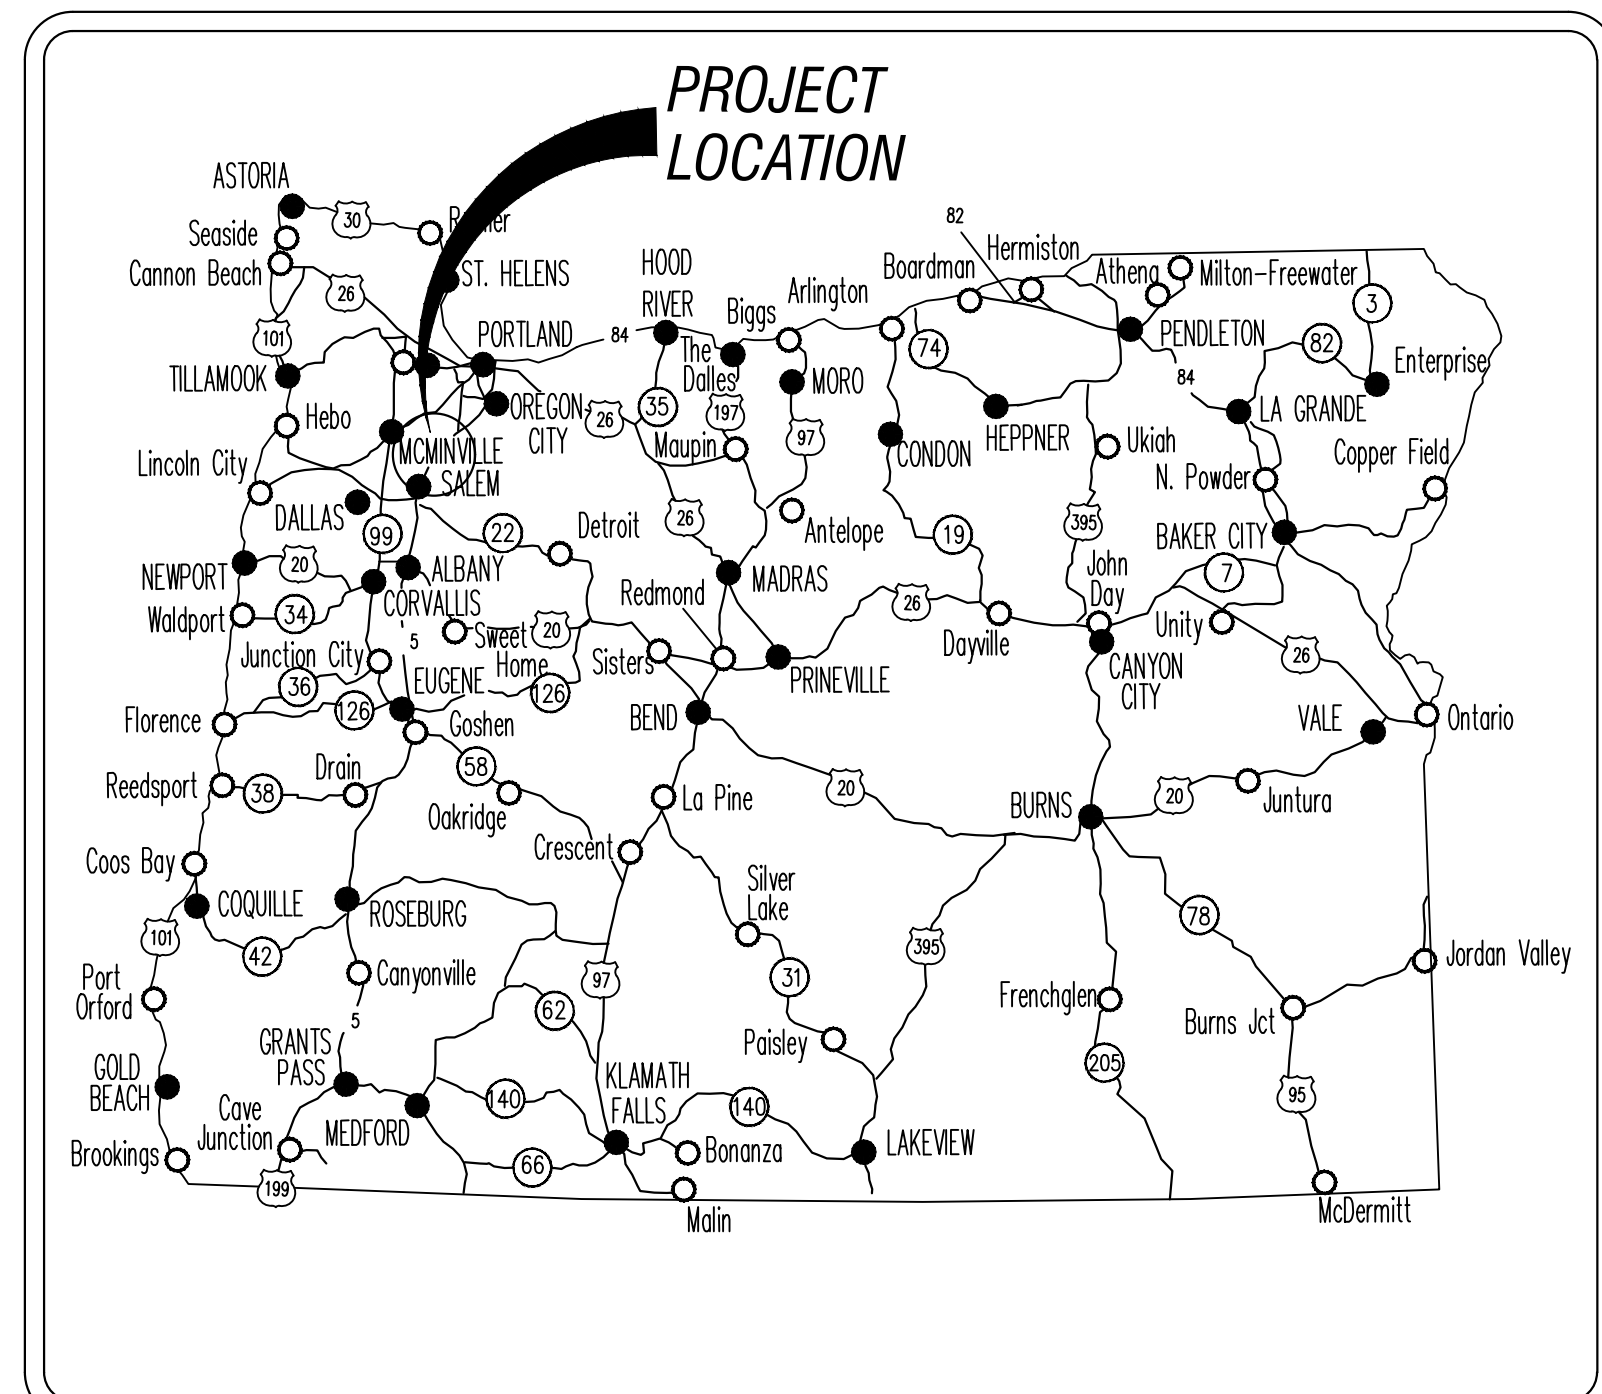 PROJECT
LOCATION
ASTORIA
30
82
Seaside
Hermiston
Cannon Beach
ST. HELENS
HOOD
RIVER
Boardman
Athena
Milton-Freewater
26
Biggs
Arlington
3
101
PORTLAND
84
The
Dalles
74
PENDLETON
82
Enterprise
TILLAMOOK
MORO
84
Hebo
OREGON
CITY
26
35
197
97
HEPPNER
LA GRANDE
Lincoln City
MCMINVILLE
SALEM
Maupin
CONDON
Ukiah
N. Powder
Copper Field
DALLAS
99
22
Detroit
26
Antelope
19
395
BAKER CITY
NEWPORT
20
ALBANY
MADRAS
John
Day
7
Waldport
34
CORVALLIS
5
Sweet
Home
20
Redmond
26
Dayville
Unity
26
Junction City
36
EUGENE
126
Sisters
PRINEVILLE
CANYON
CITY
Florence
126
Goshen
BEND
VALE
Ontario
Reedsport
38
Drain
58
Oakridge
La Pine
20
BURNS
20
Juntura
Coos Bay
Crescent
COQUILLE
ROSEBURG
Silver
Lake
78
101
42
395
Port
Orford
Canyonville
97
31
Jordan Valley
5
62
Frenchglen
Burns Jct
GOLD
BEACH
GRANTS
PASS
Paisley
205
KLAMATH
FALLS
Cave
Junction
MEDFORD
140
140
95
Brookings
66
Bonanza
LAKEVIEW
199
Malin
McDermitt